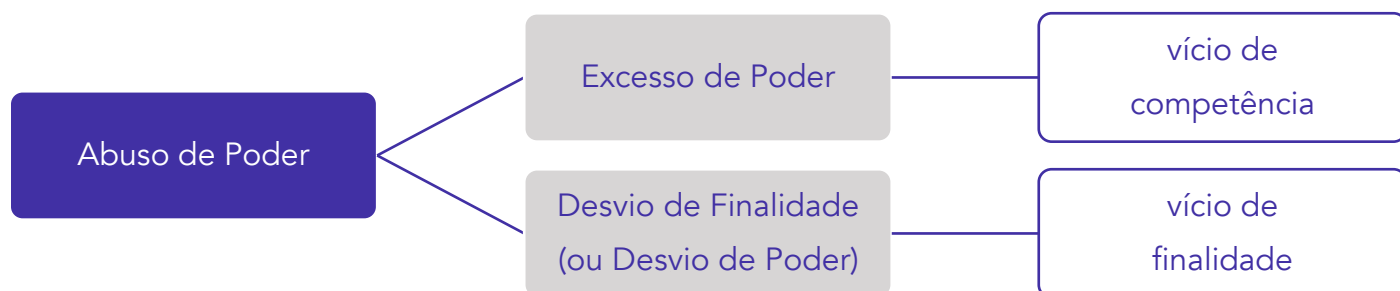 Abuso de Poder
Excesso de Poder
vício de
competência
Desvio de Finalidade
(ou Desvio de Poder)
vício de
finalidade